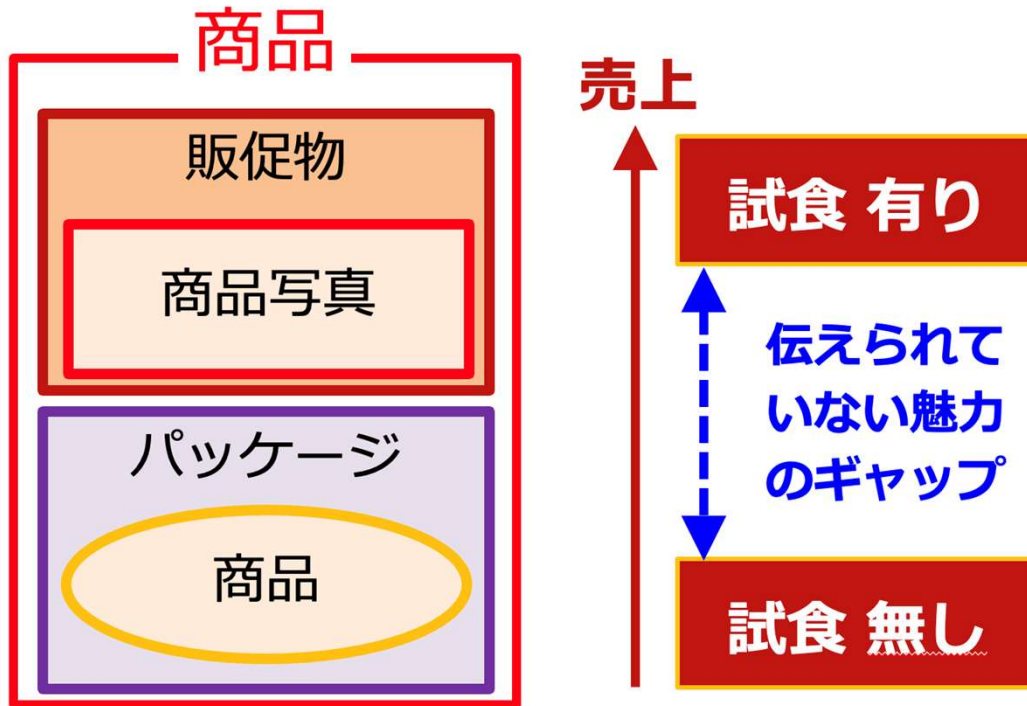 商品
販促物
商品写真
パッケージ
商品
売上
試食 有り
伝えられて
いない魅力
のギャップ
試食 無し